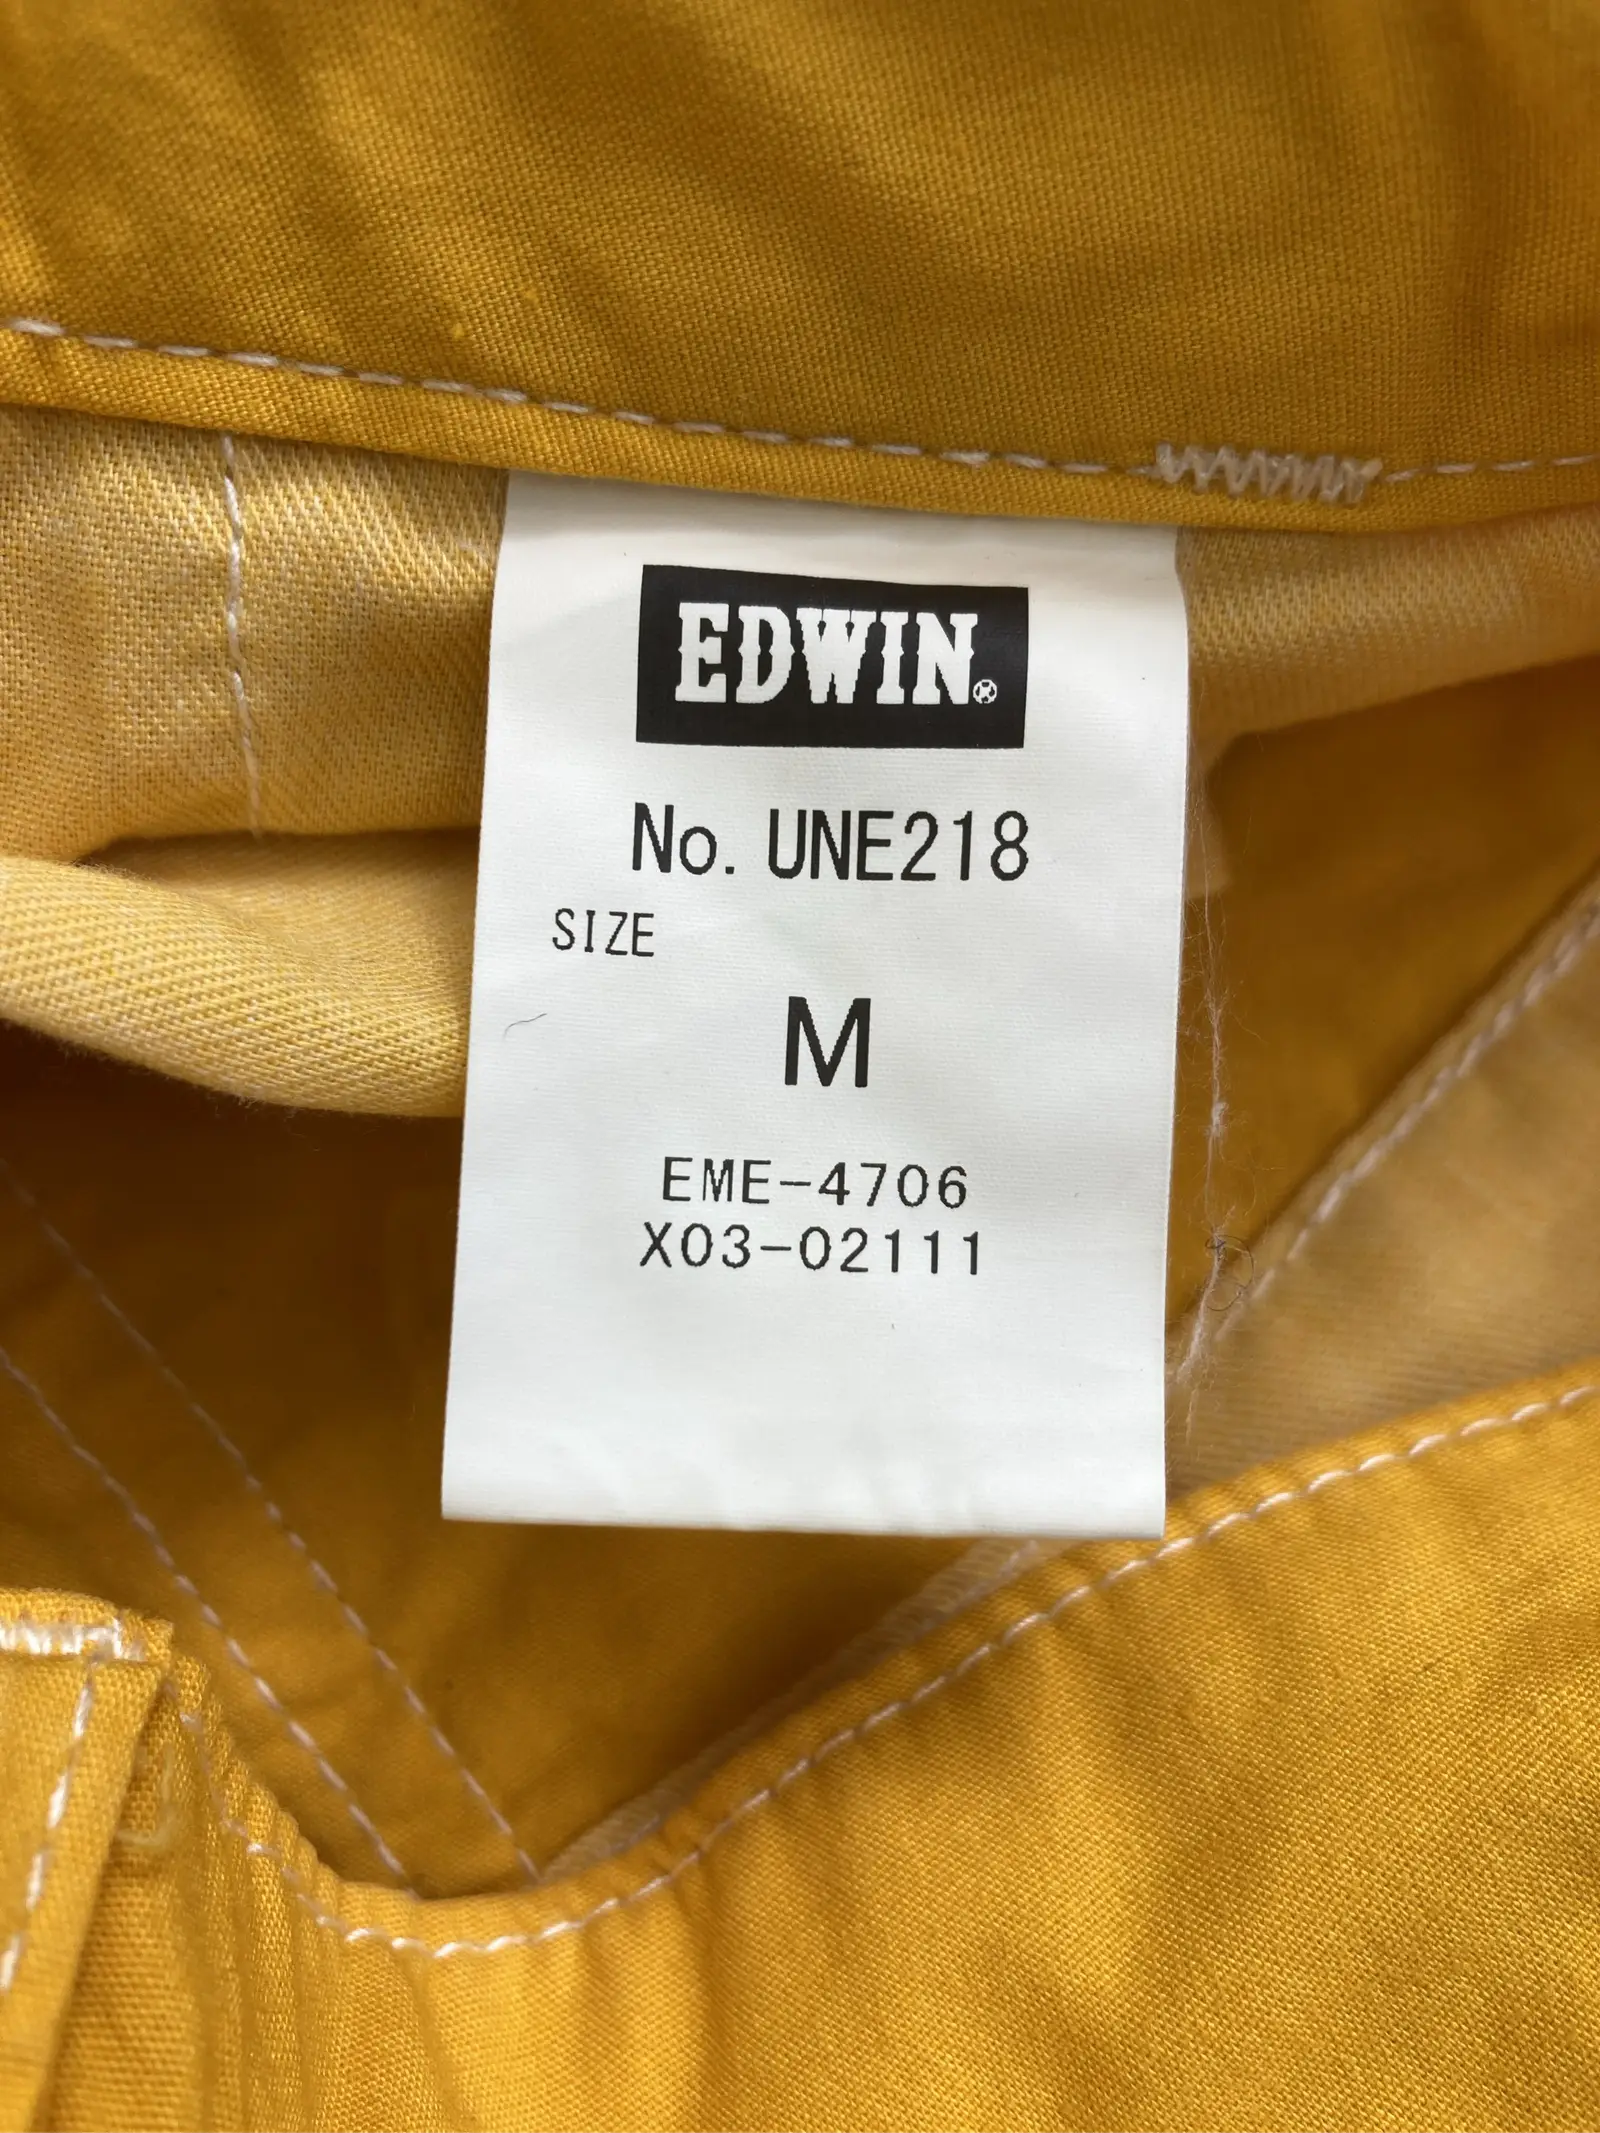 EDWIN®
No. UNE218
SIZE
M
EME-4706
X03-02111